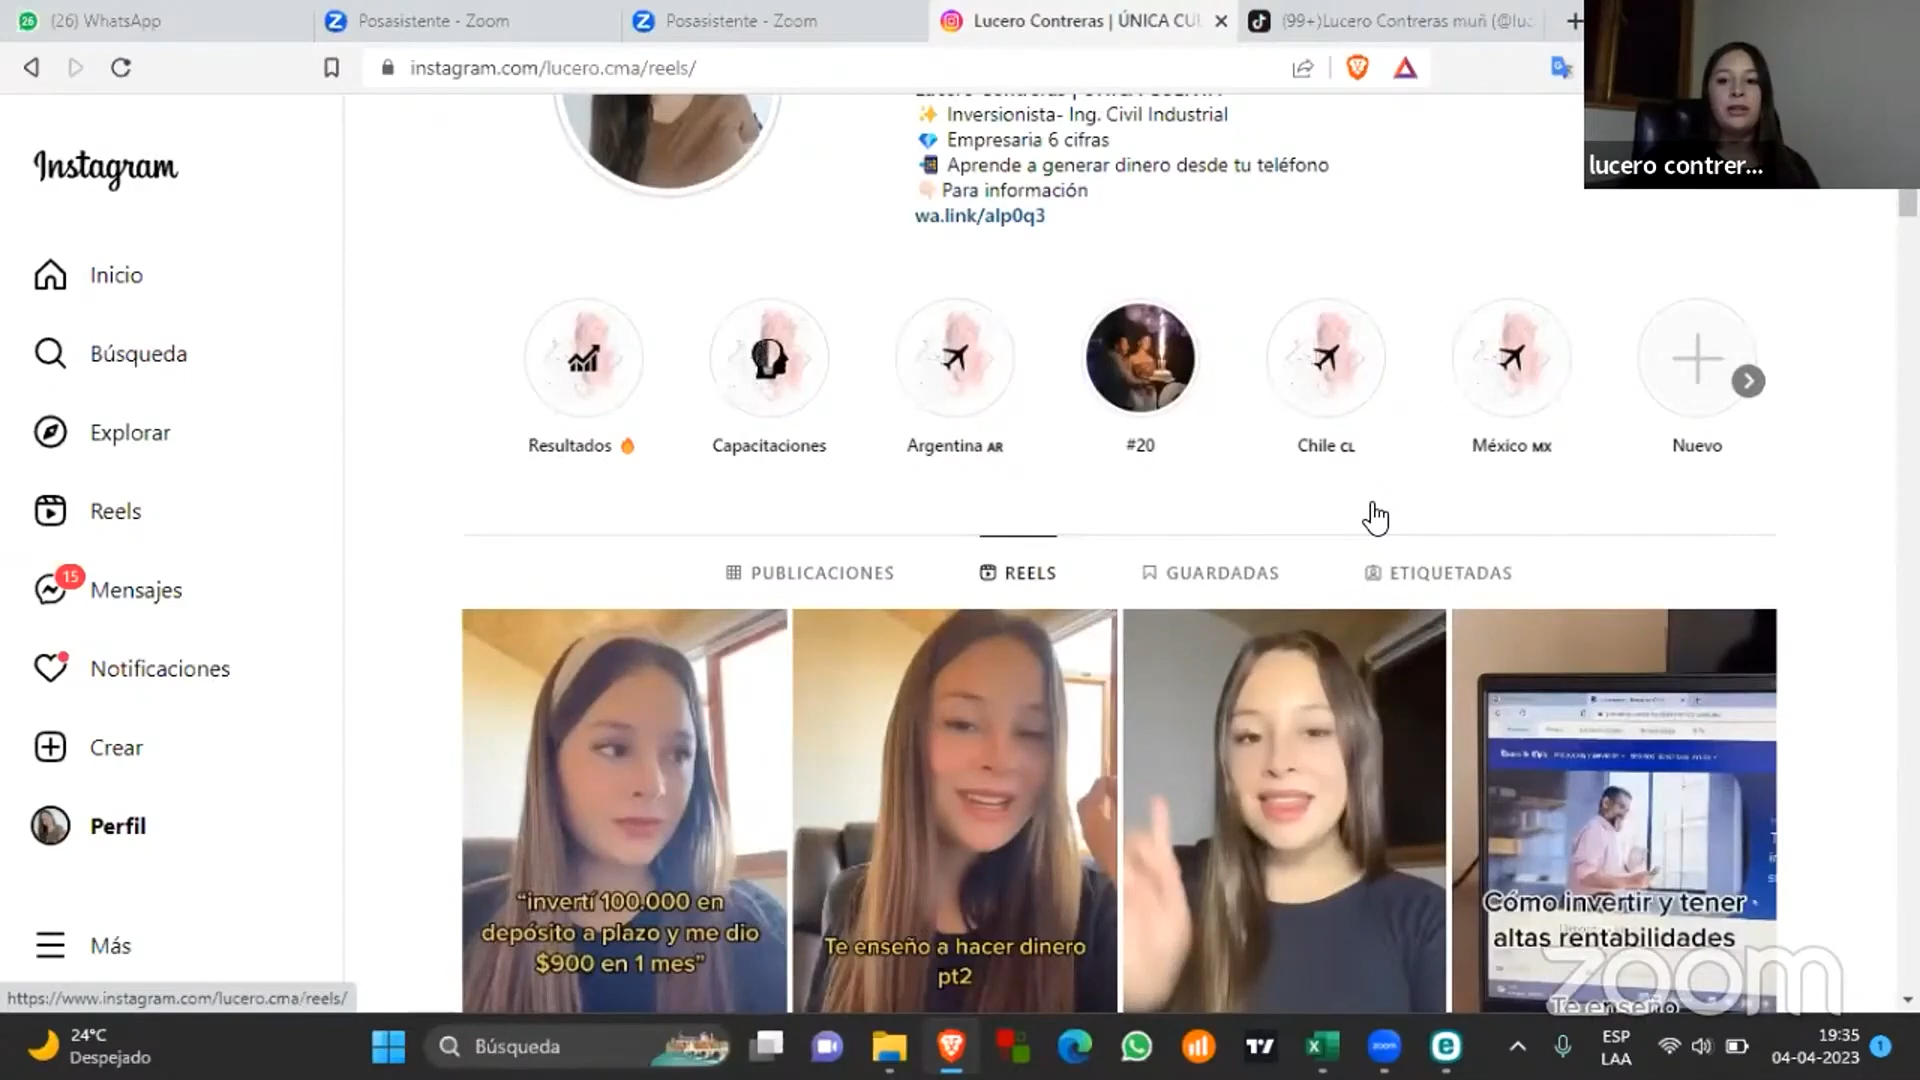 (26) WhatsApp
Posasistente - Zoom
Posasistente - Zoom
Lucero Contreras | ÚNICA CU
(99+)Lucero Contreras muñ (@luc
instagram.com/lucero.cma/reels/
lucero contrer...
Instagram
Inicio
Búsqueda
Explorar
Reels
15
Mensajes
Notificaciones
Crear
Perfil
Más
https://www.instagram.com/lucero.cma/reels/
Inversionista- Ing. Civil Industrial
Empresaria 6 cifras
Aprende a generar dinero desde tu teléfono
Para información
wa.link/alp0q3
Resultados
Capacitaciones
Argentina AR
#20
Chile CL
México MX
Nuevo
PUBLICACIONES
REELS
GUARDADAS
ETIQUETADAS
"invertí 100.000 en
depósito a plazo y me dio
$900 en 1 mes"
Te enseño a hacer dinero
pt2
Cómo invertir y tener
altas rentabilidades
Te enseño
zoom
24°C
Despejado
Búsqueda
zoom
ESP
LAA
19:35
04-04-2023
1